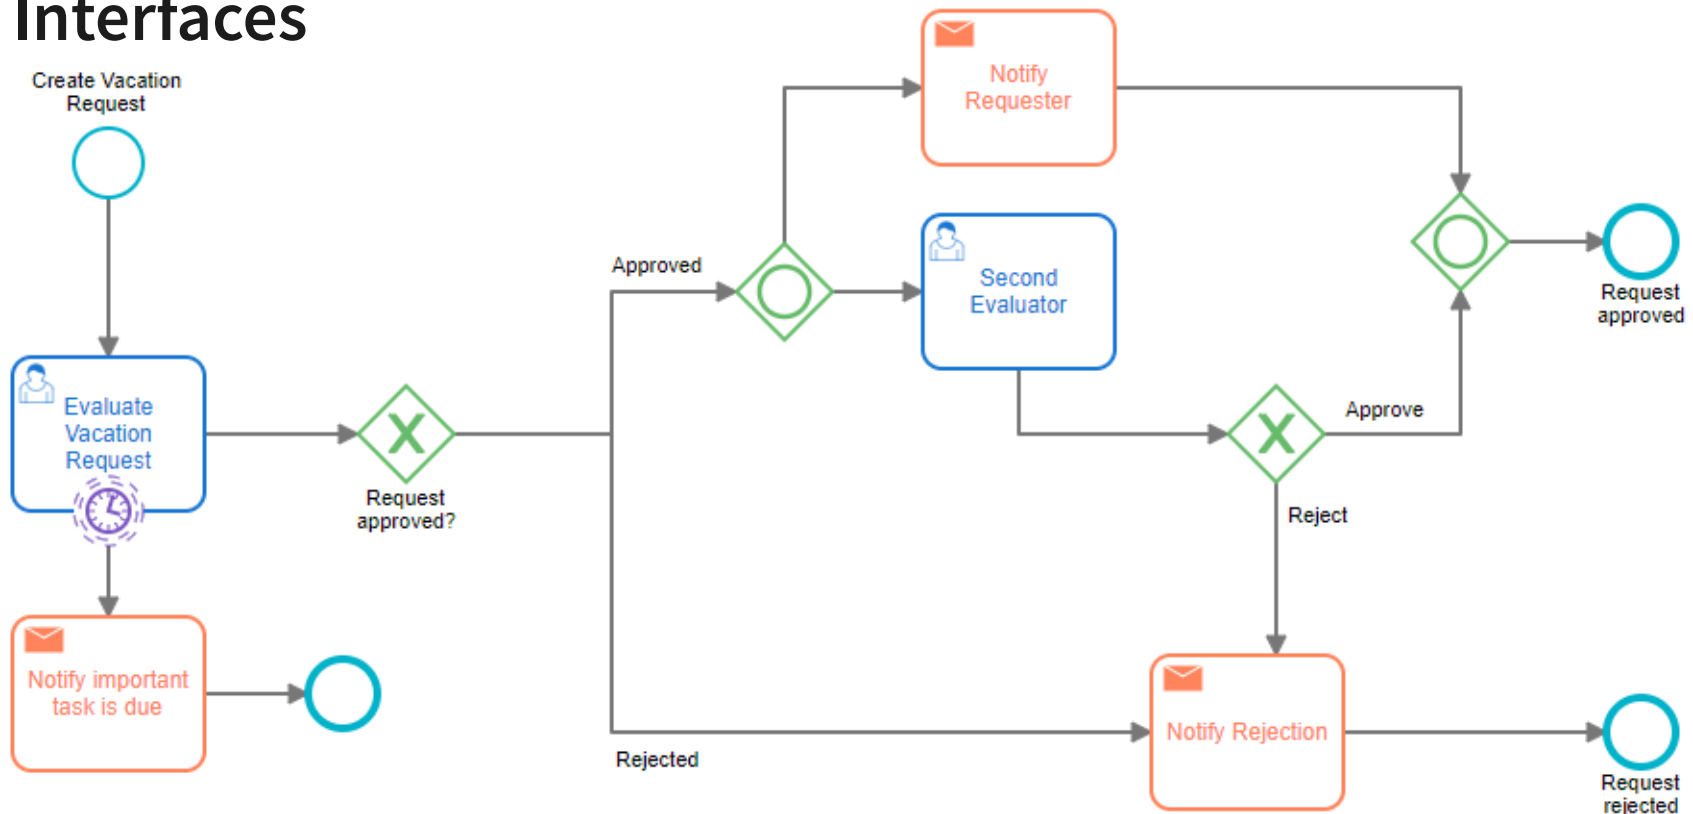 Interfaces
Create Vacation
Request
Notify
Requester
Approved
Second
Evaluator
Request
approved
Evaluate
Vacation
Request
X
Request
approved?
X
Approve
Reject
Notify important
task is due
Rejected
Notify Rejection
Request
rejected